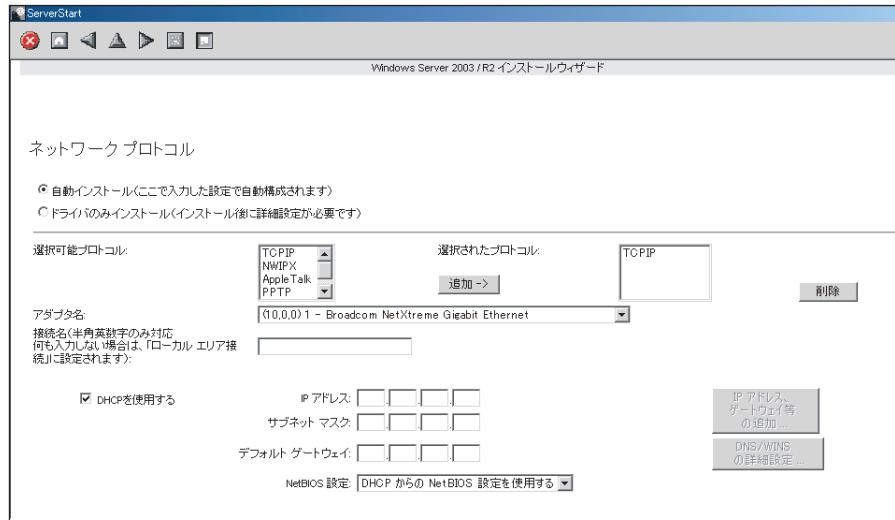 ServerStart
Windows Server 2003 / R2 インストールウィザード
ネットワーク プロトコル
自動インストール(ここで入力した設定で自動構成されます)
ドライバのみインストール(インストール後に詳細設定が必要です)
選択可能プロトコル:
TCPIP
NWIPX
AppleTalk
PPTP
追加 ->
選択されたプロトコル:
TCPIP
削除
アダプタ名:
(10,0,0) 1 - Broadcom NetXtreme Gigabit Ethernet
接続名(半角英数字のみ対応
何も入力しない場合は、「ローカル エリア接
続」に設定されます):
DHCPを使用する
IP アドレス:
サブネット マスク:
デフォルト ゲートウェイ:
NetBIOS 設定:
DHCP からの NetBIOS 設定を使用する
IP アドレス、
ゲートウェイ等
の追加 ...
DNS/WINS
の詳細設定 ...